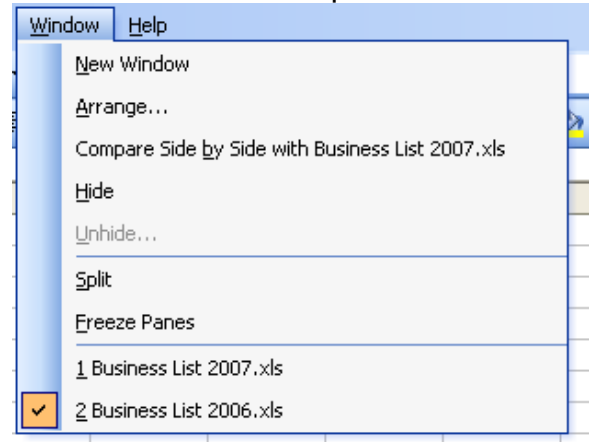 Window Help
New Window
Arrange...
Compare Side by Side with Business List 2007.xls
Hide
Unhide...
Split
Freeze Panes
1 Business List 2007.xls
2 Business List 2006.xls